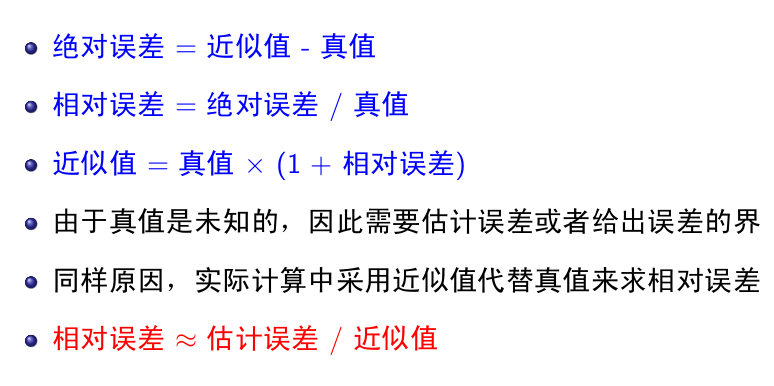 绝对误差 = 近似值 - 真值
相对误差 = 绝对误差 / 真值
近似值 = 真值 × (1 + 相对误差)
由于真值是未知的，因此需要估计误差或者给出误差的界
同样原因，实际计算中采用近似值代替真值来求相对误差
相对误差 ≈ 估计误差 / 近似值